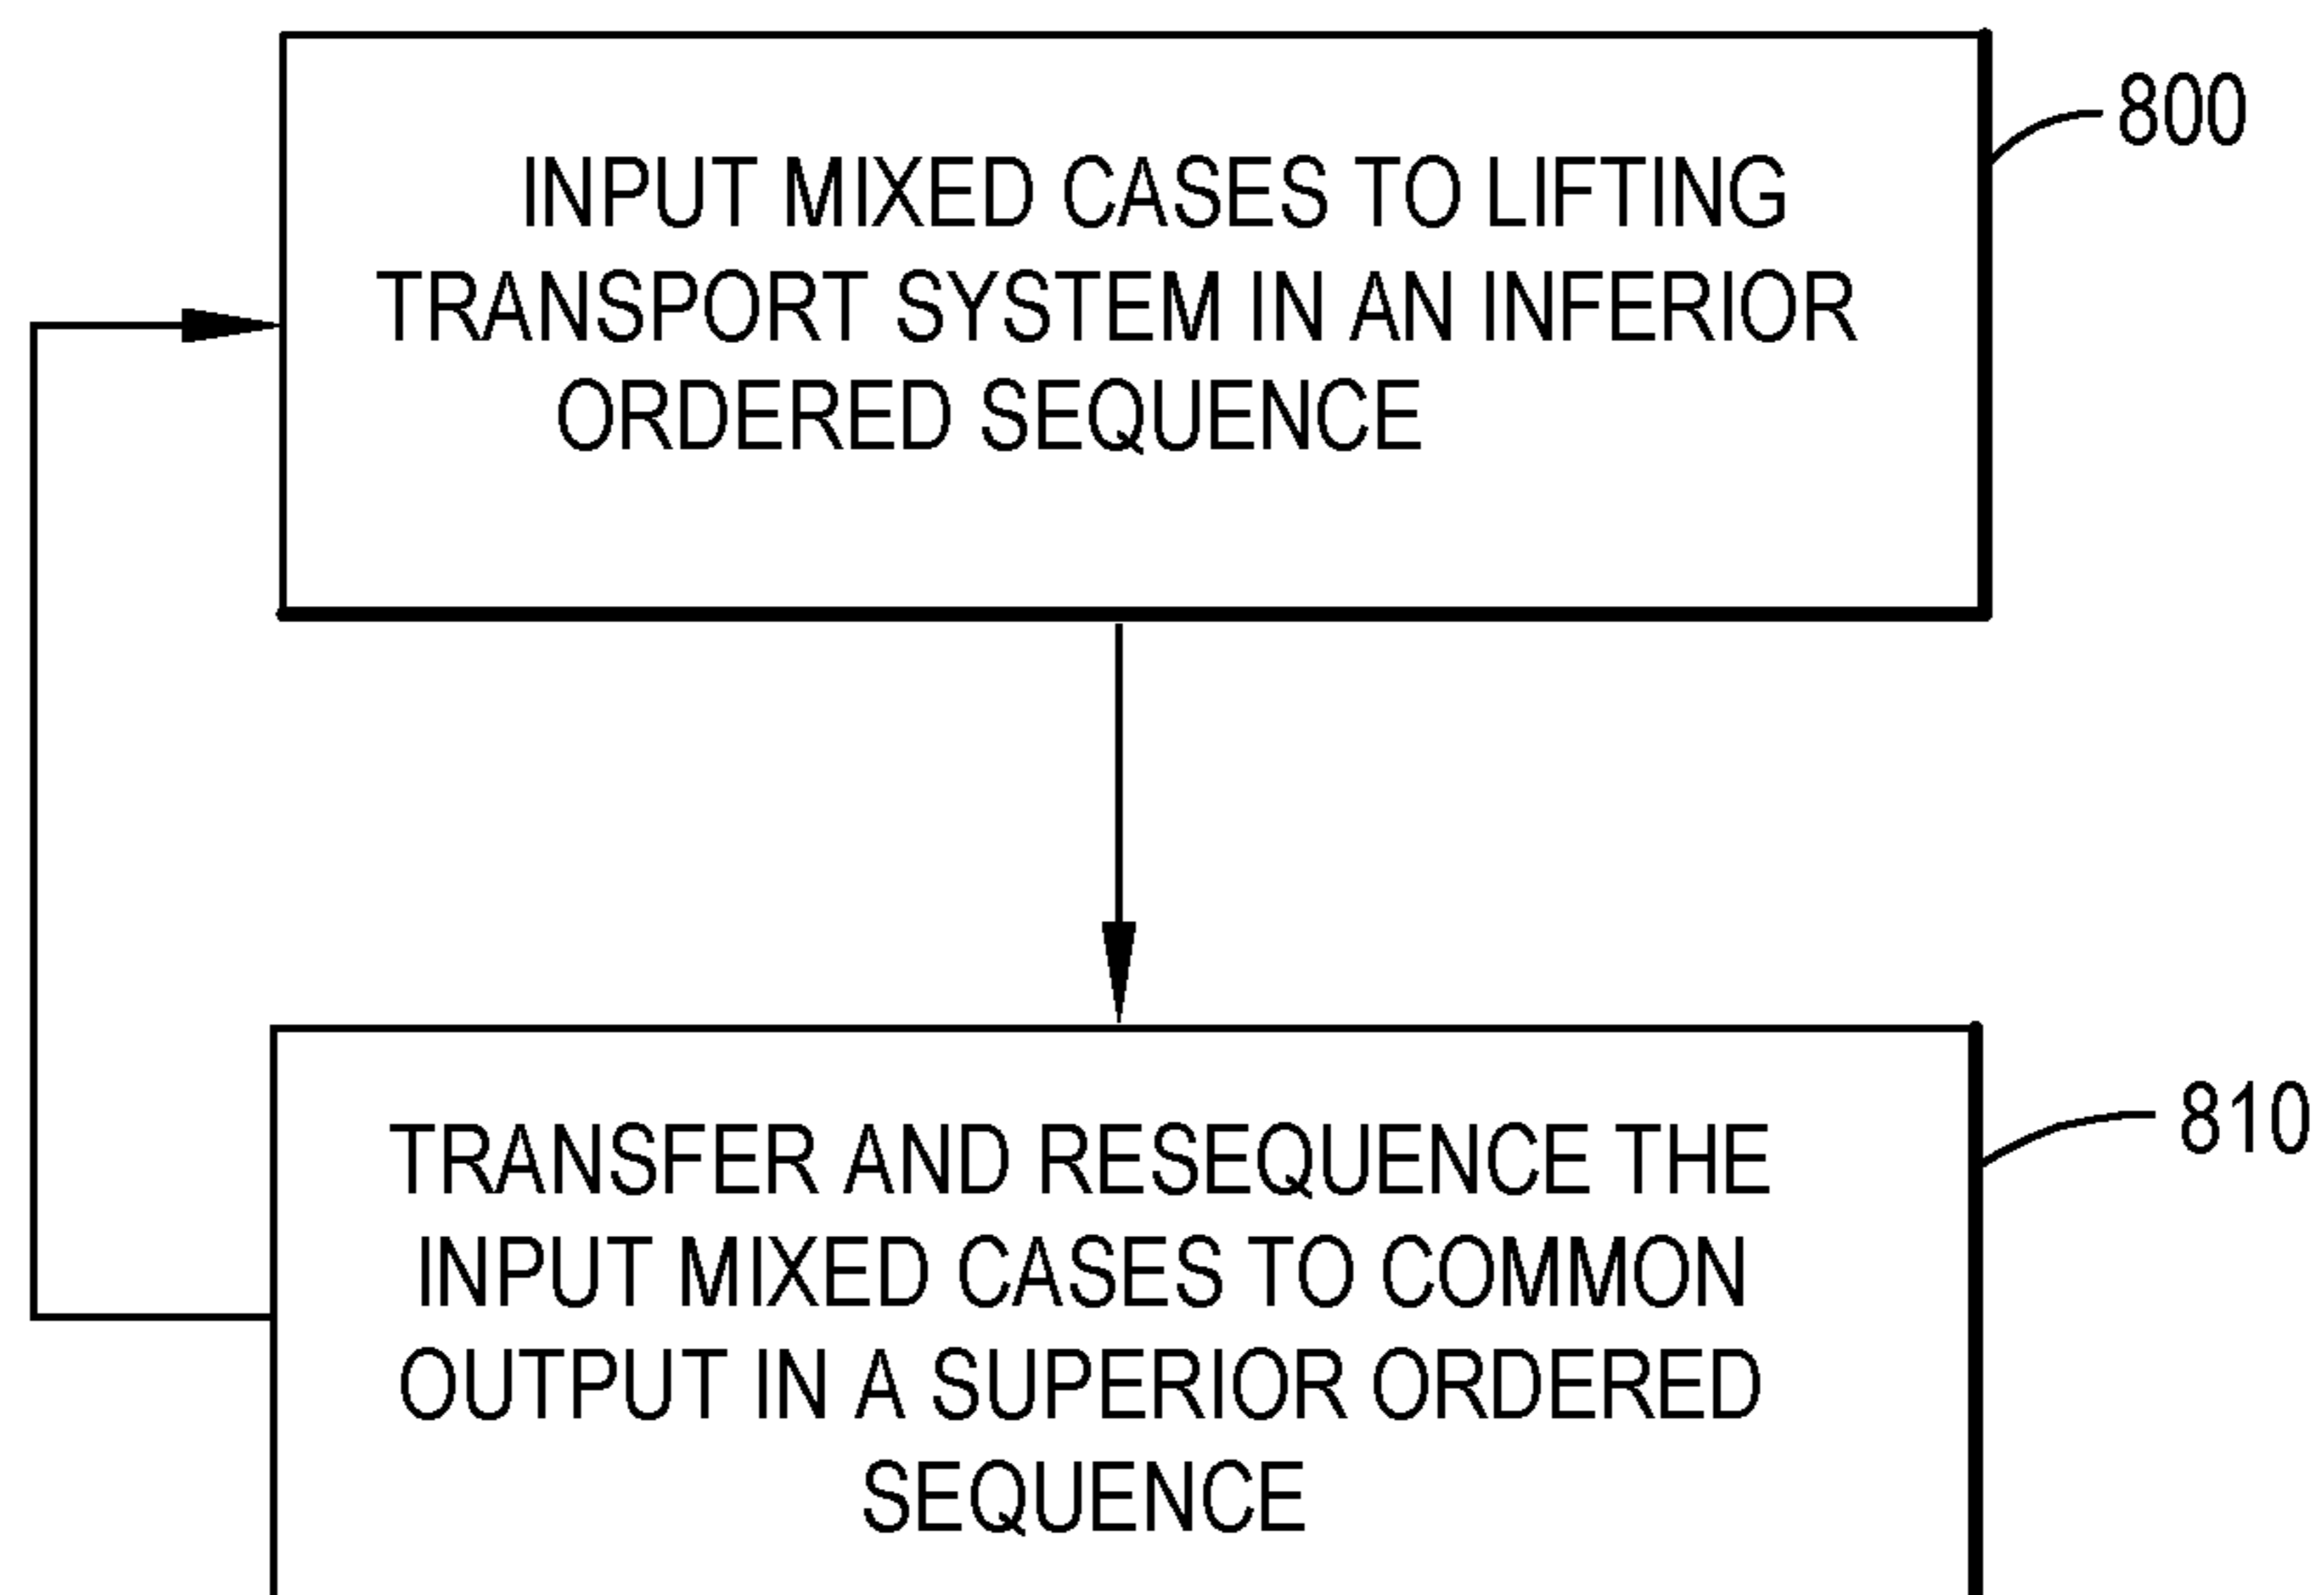 800
INPUT MIXED CASES TO LIFTING
TRANSPORT SYSTEM IN AN INFERIOR
ORDERED SEQUENCE
810
TRANSFER AND RESEQUENCE THE
INPUT MIXED CASES TO COMMON
OUTPUT IN A SUPERIOR ORDERED
SEQUENCE